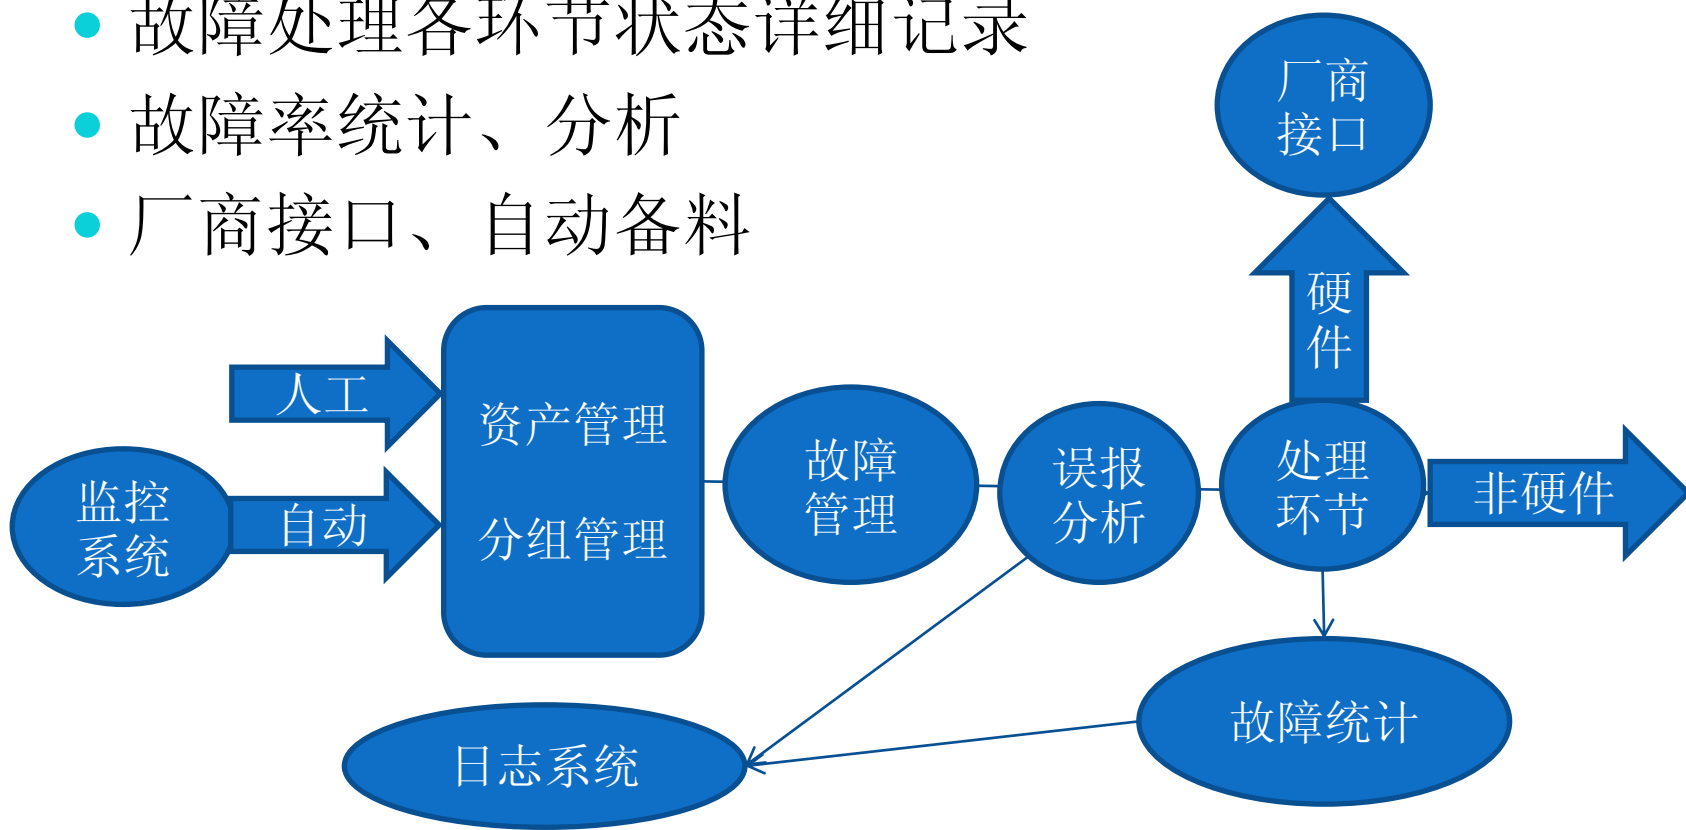 故障处理各环节状态详细记录
故障率统计、分析
厂商接口、自动备料
厂商
接口
硬
件
人工
资产管理
分组管理
故障
管理
误报
分析
处理
环节
非硬件
监控
系统
自动
故障统计
日志系统